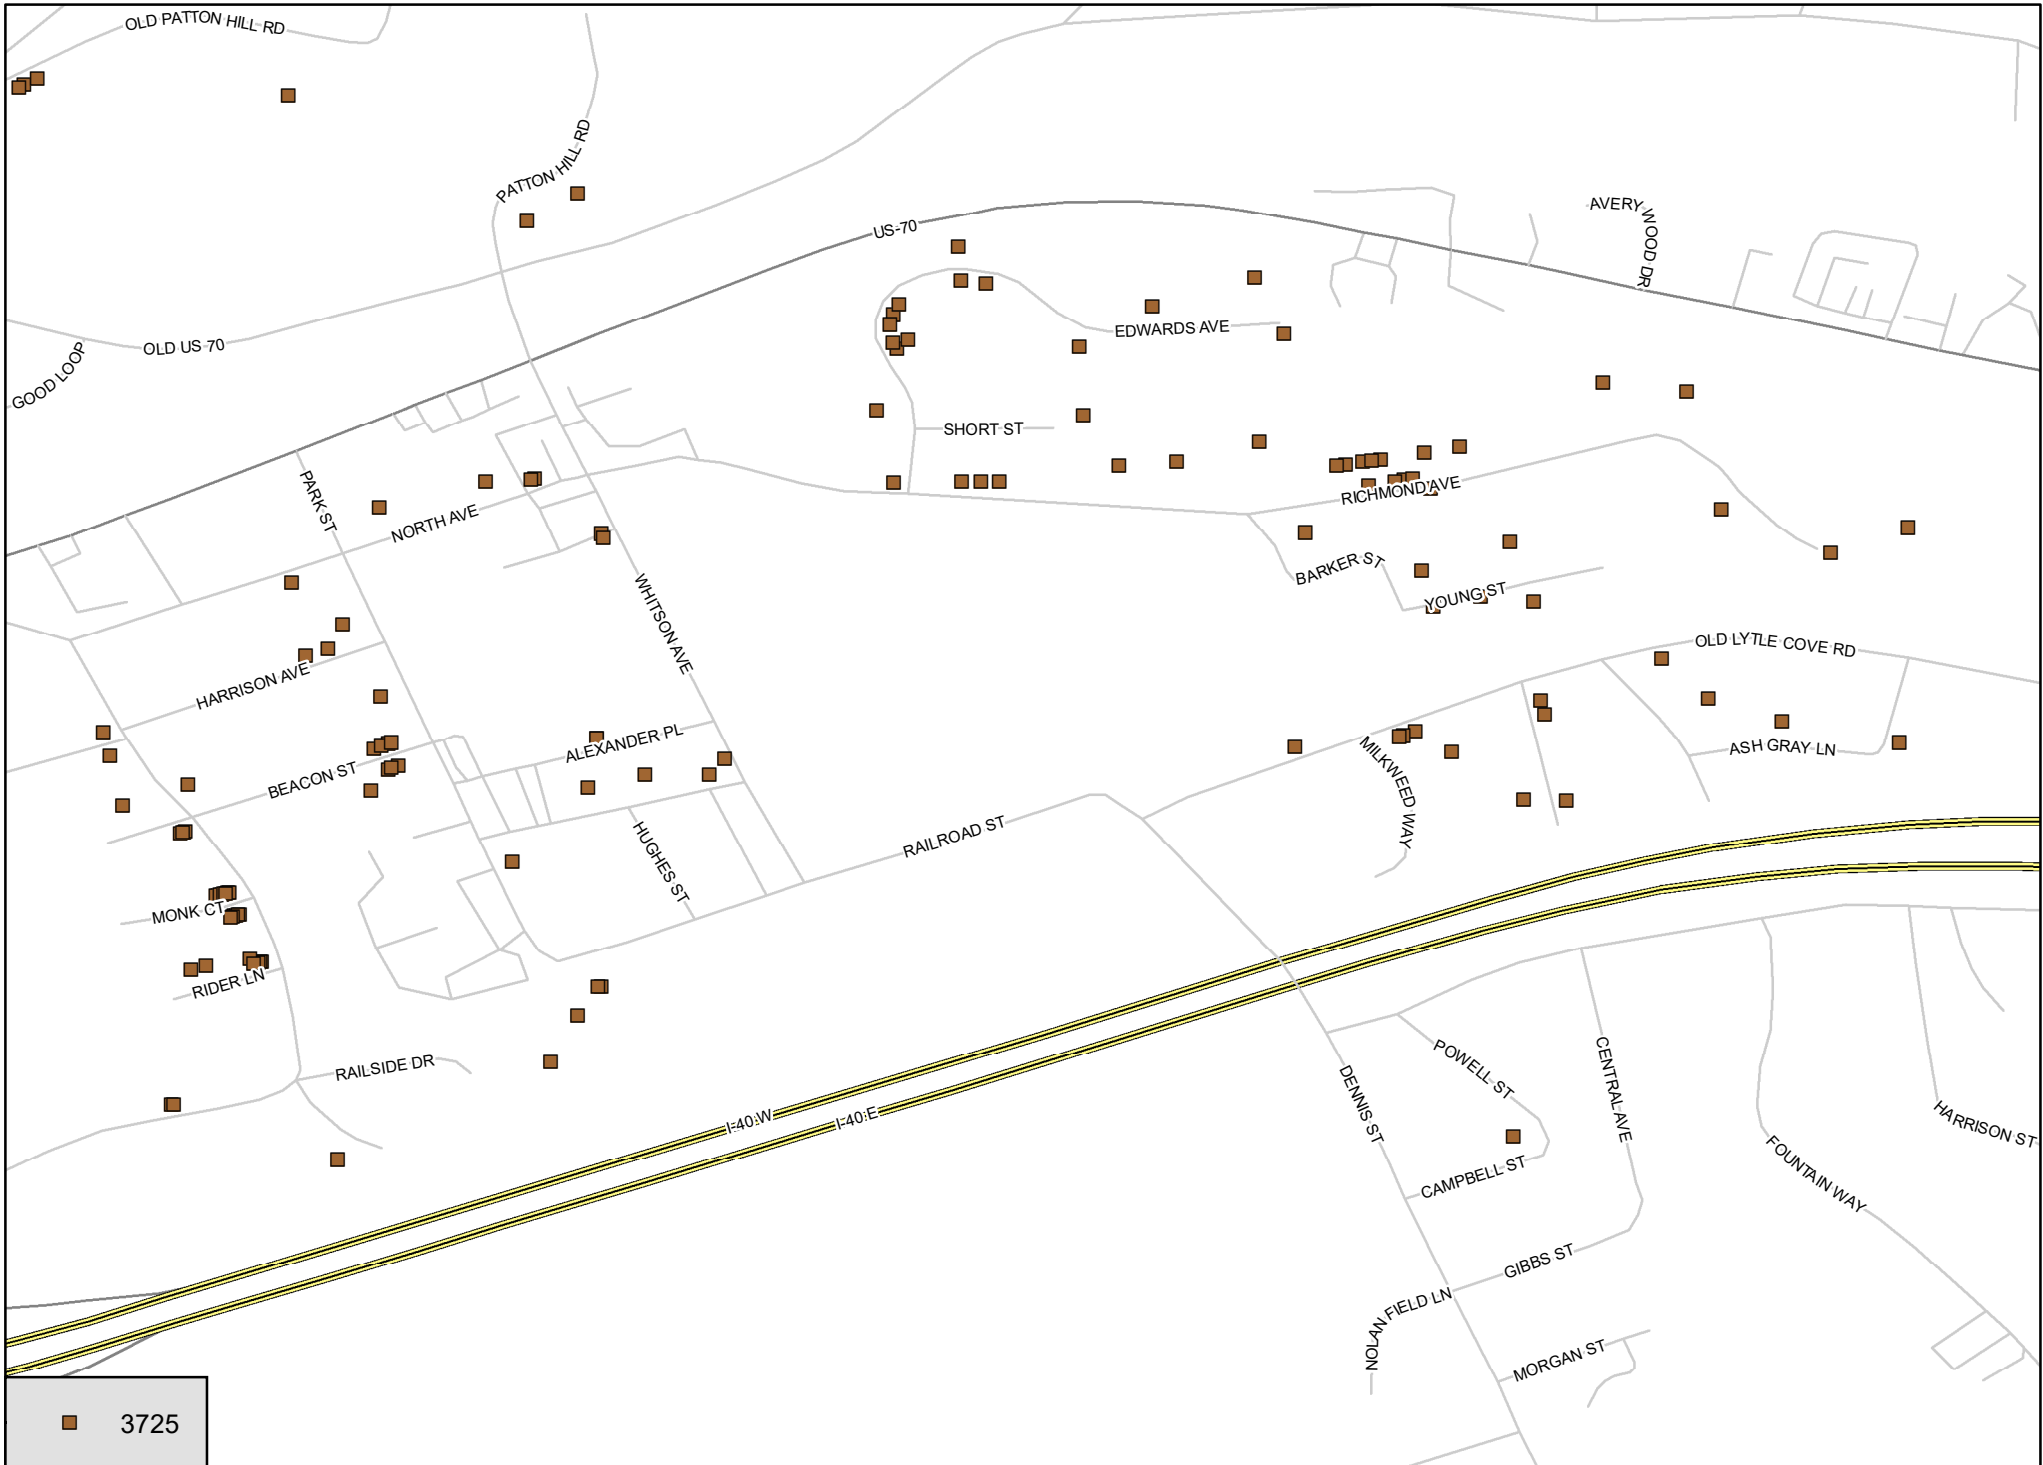 OLD PATTON HILL RD
PATTON HILL RD
US-70
AVERY WOOD DR
OLD US 70
GOOD LOOP
EDWARDS AVE
SHORT ST
PARK ST
NORTH AVE
RICHMOND AVE
BARKER ST
YOUNG ST
WHITSON AVE
OLD LYTLE COVE RD
HARRISON AVE
ALEXANDER PL
ASH GRAY LN
BEACON ST
MILKWEED WAY
HUGHES ST
RAILROAD ST
MONK CT
RIDER LN
RAILSIDE DR
I-40 W
I-40 E
POWELL ST
CENTRAL AVE
DENNIS ST
HARRISON ST
CAMPBELL ST
FOUNTAIN WAY
GIBBS ST
NOLAN FIELD LN
MORGAN ST
3725